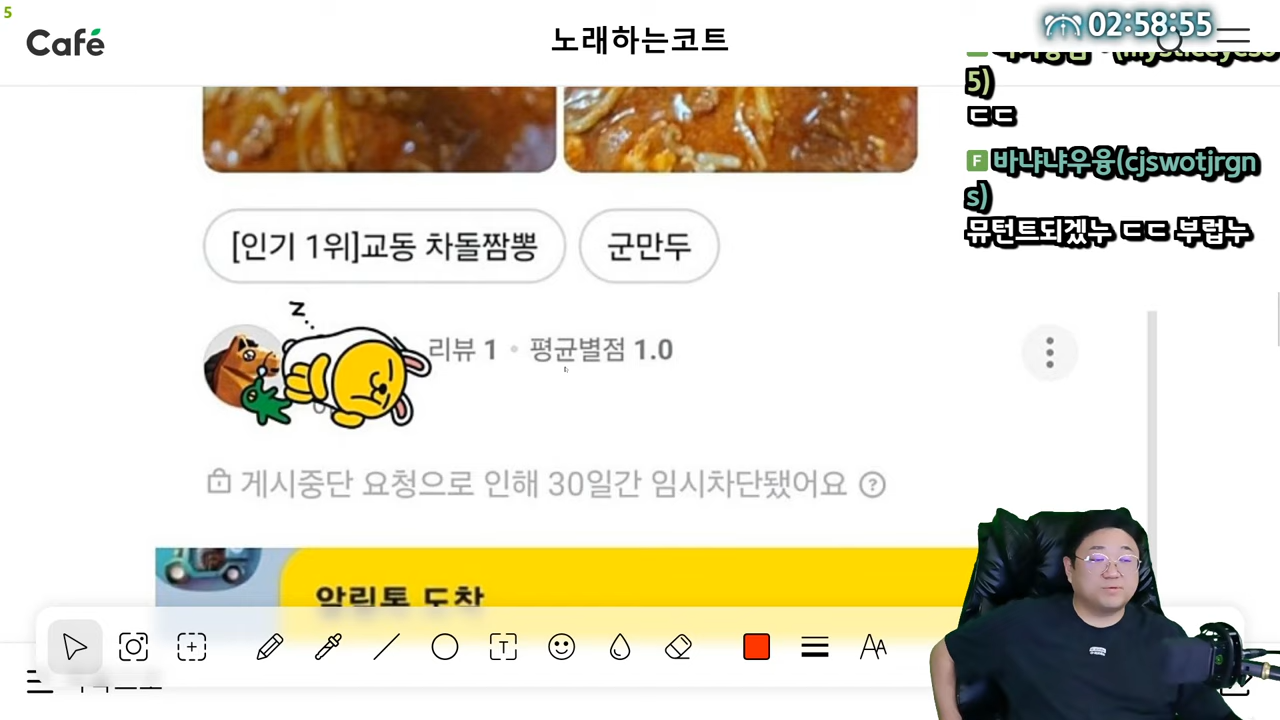 5
Café
노래하는코트
02:58:55
5)
ㄷㄷ
F 바냐냐우융(cjswotjrgn
s)
뮤턴트되겠누 ㄷㄷ 부럽누
[인기 1위]교동 차돌짬뽕
군만두
z
리뷰 1 • 평균별점 1.0
게시중단 요청으로 인해 30일간 임시차단됐어요 ?
알림톡 도착
T
AA